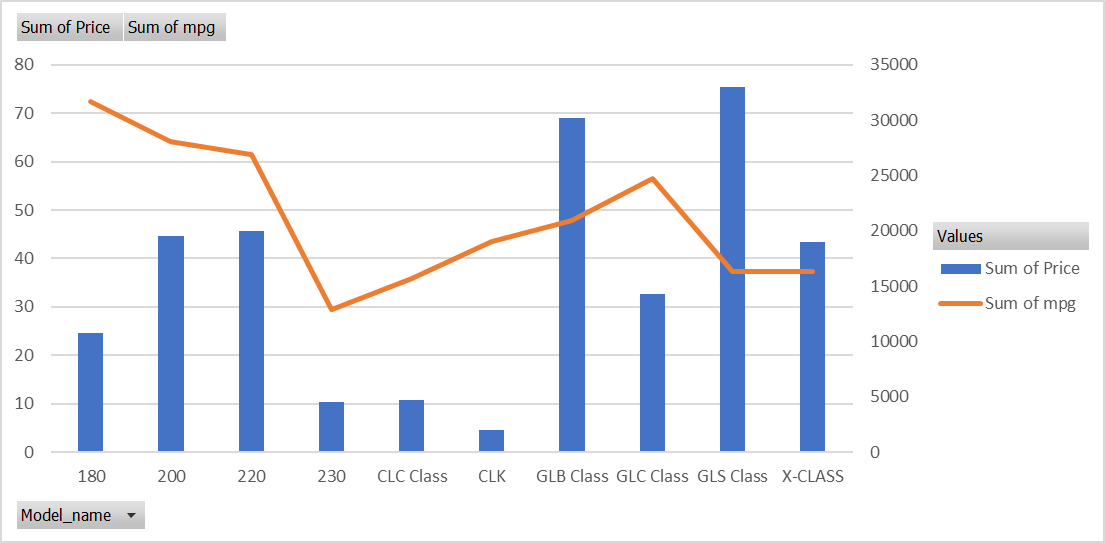 Sum of Price Sum of mpg
80 35000
70 30000
60 25000
50 20000
40 15000
30 10000
20 5000
10 0
0
180 200 220 230 CLC Class CLK GLB Class GLC Class GLS Class X-CLASS
Values
Sum of Price
Sum of mpg
Model_name